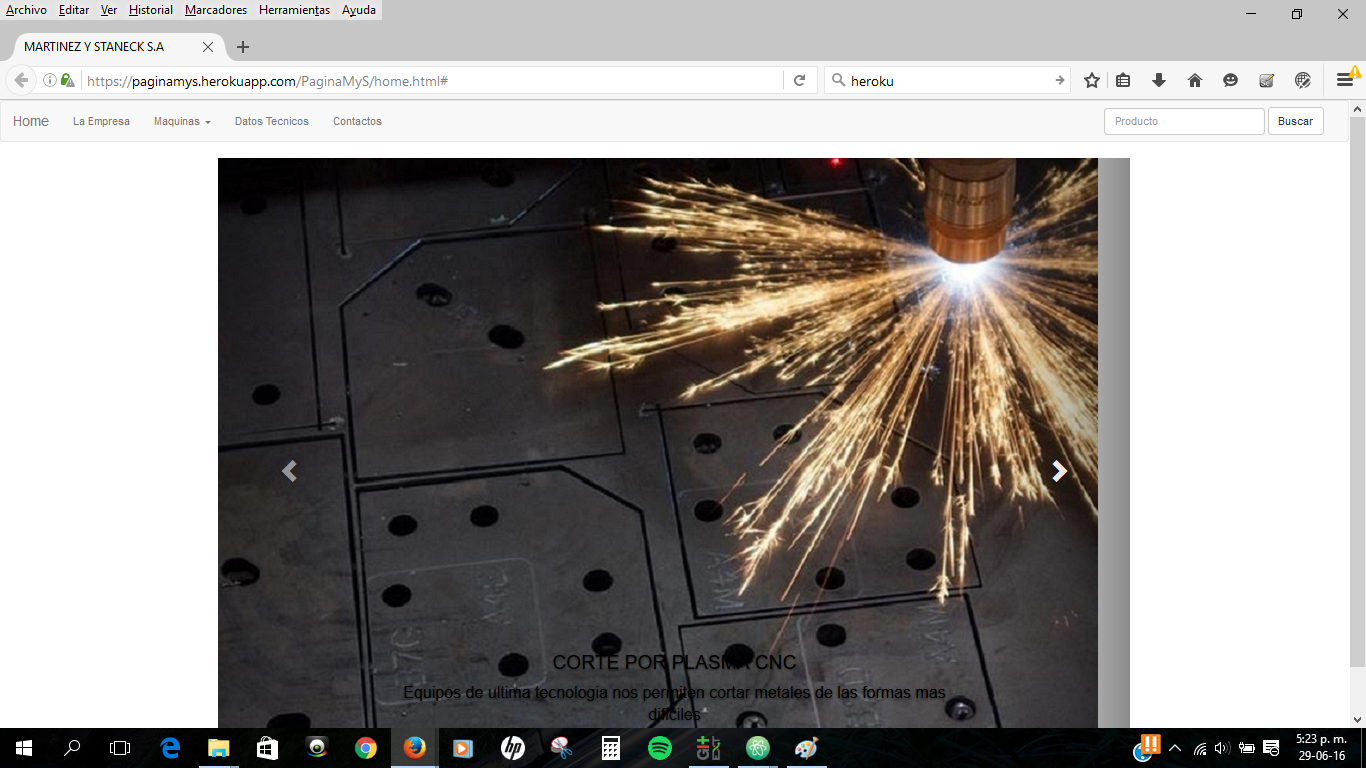 Archivo Editar Ver Historial Marcadores Herramientas Ayuda
MARTINEZ Y STANECK S.A
https://paginamys.herokuapp.com/PaginaMyS/home.html#
heroku
Home La Empresa Maquinas Datos Tecnicos Contactos Producto Buscar
CORTE POR PLASMA CNC
Equipos de ultima tecnologia nos permiten cortar metales de las formas mas
dificiles
5:23 p. m.
29-06-16